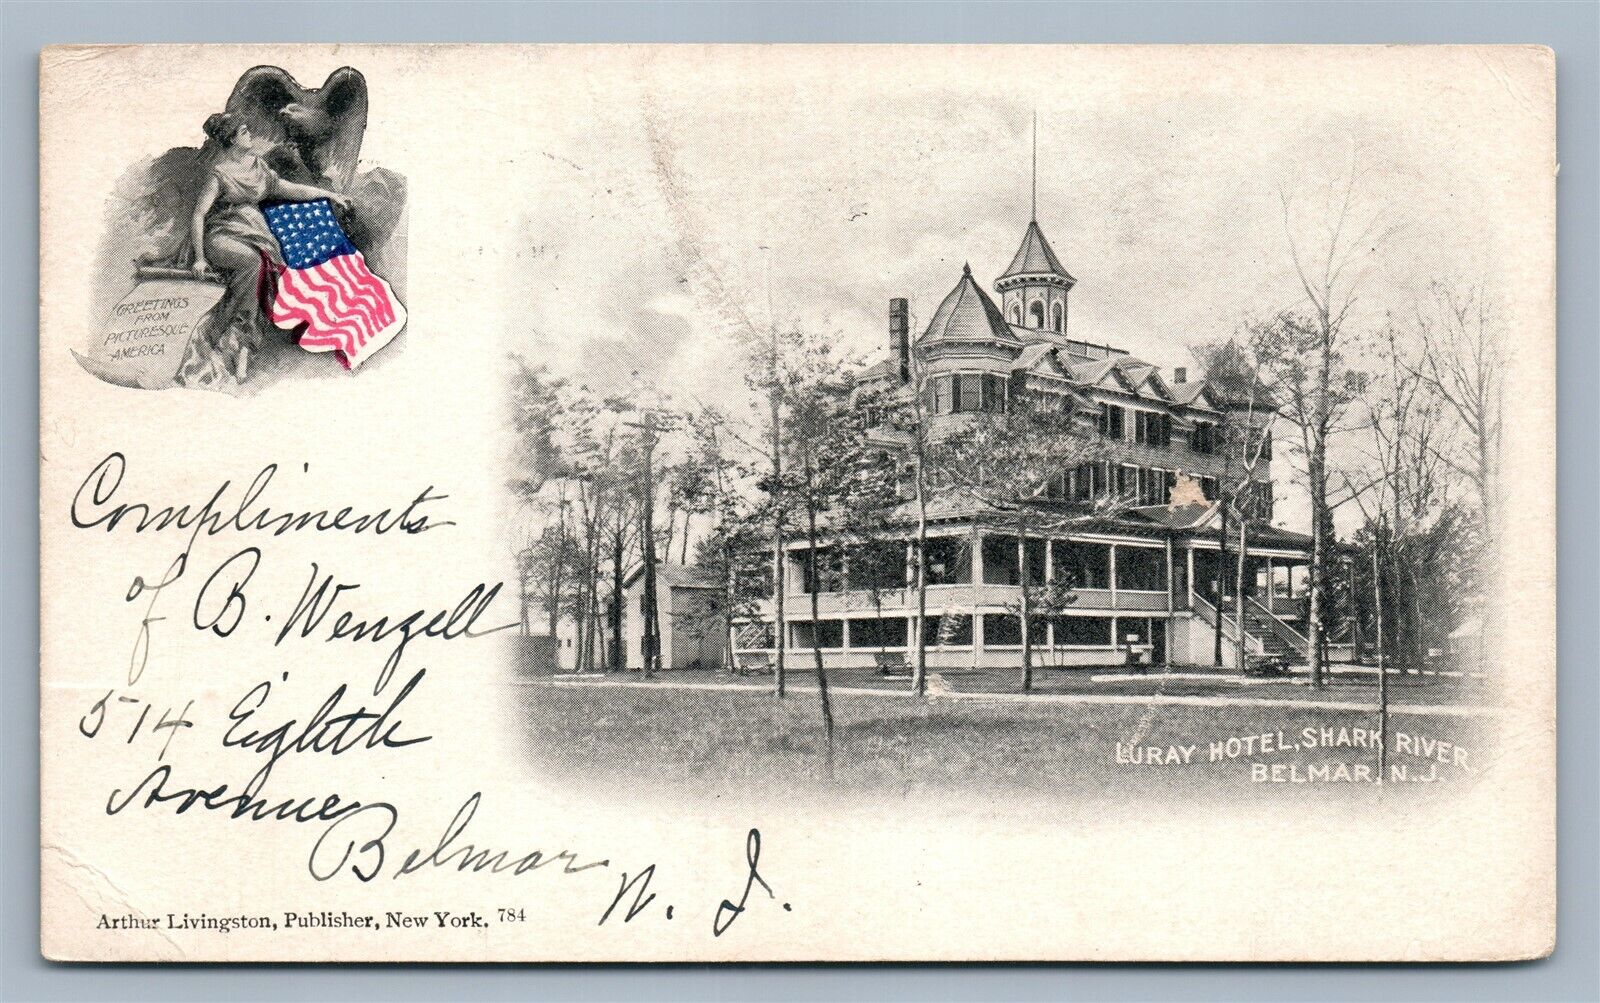 GREETINGS
FROM
PICTURESQUE
AMERICA
Compliments
of B. Wenzell
514 Eighth
Avenue
Belmar
N. J.
LURAY HOTEL, SHARK RIVER,
BELMAR, N.J.
Arthur Livingston, Publisher, New York. 784